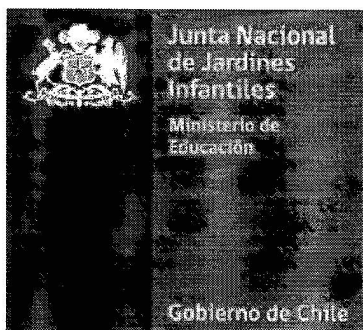 Junta Nacional
de Jardines
Infantiles
Ministerio de
Educación
Gobierno de Chile